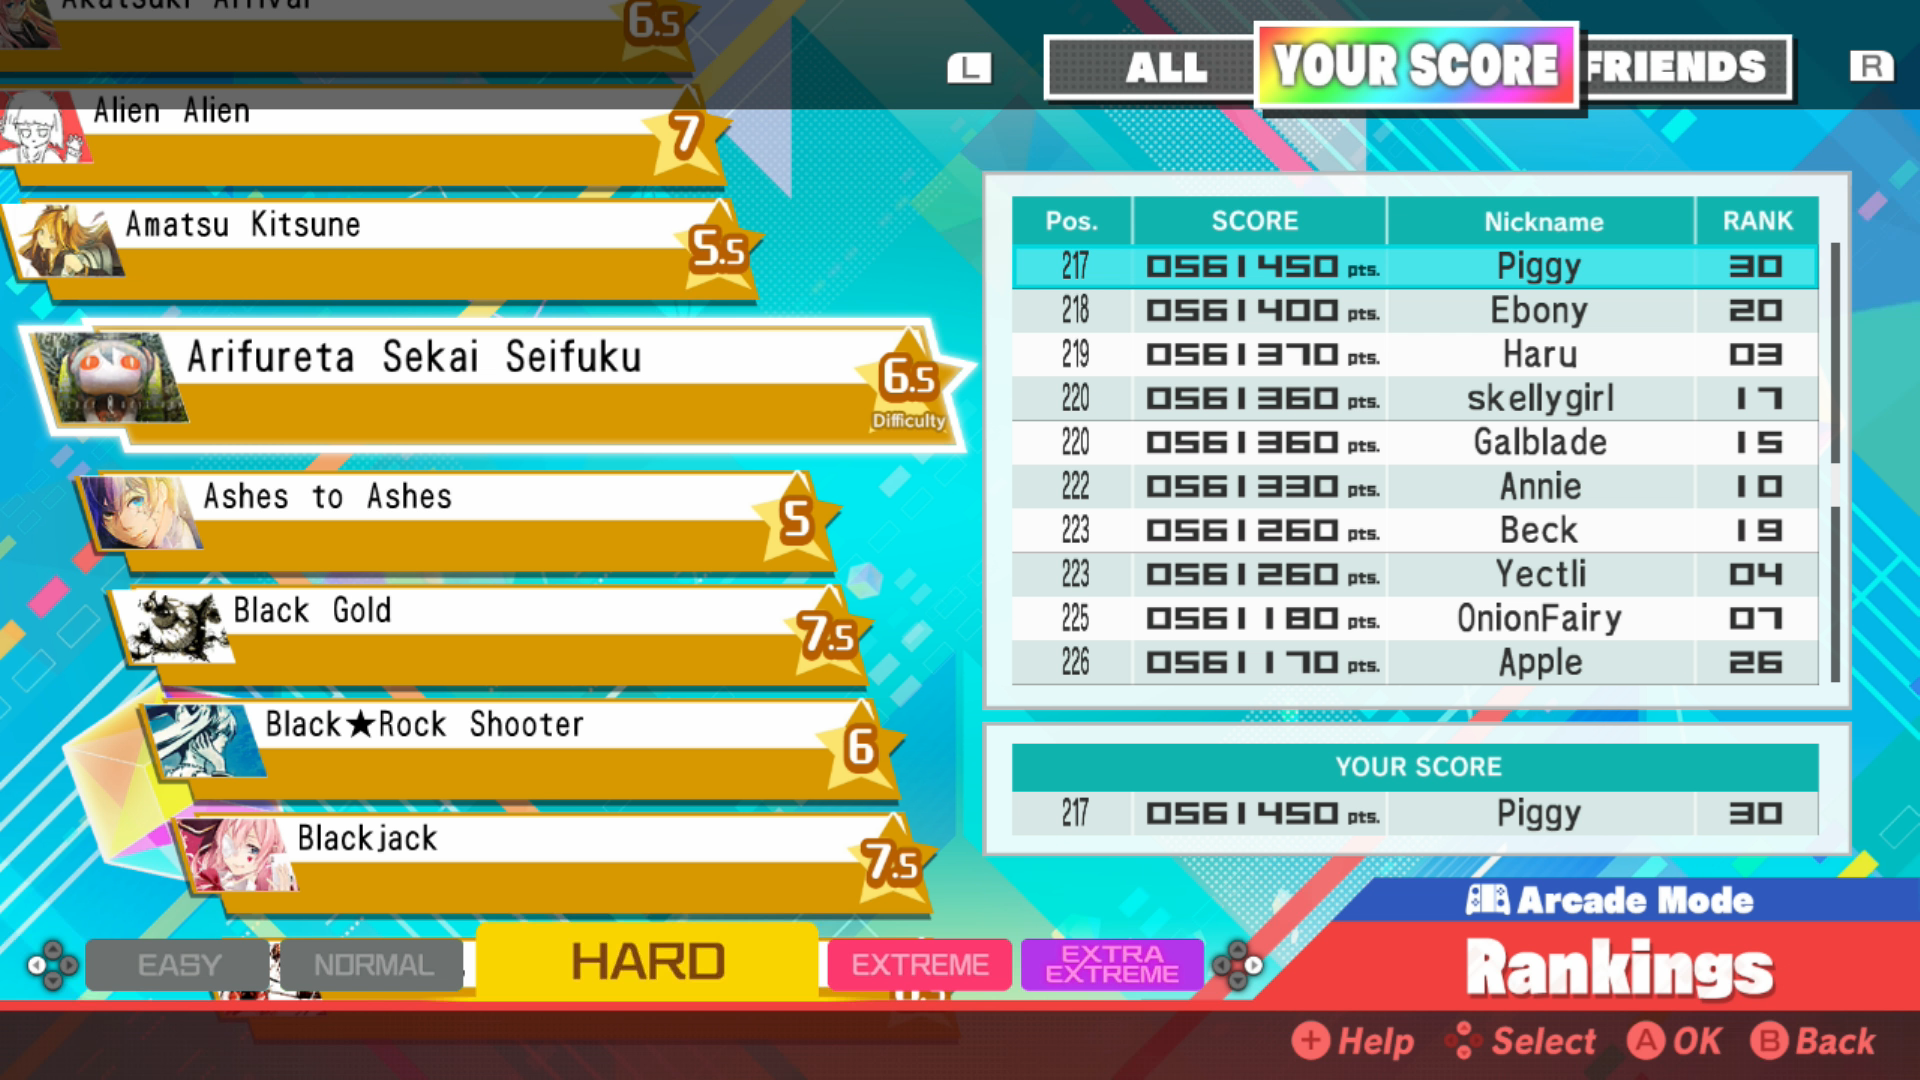 Akatsuki Arrival
6.5
L
ALL
YOUR SCORE
FRIENDS
R
Alien Alien
7
Amatsu Kitsune
5.5
Arifureta Sekai Seifuku
6.5
Difficulty
Ashes to Ashes
5
Black Gold
7.5
Black★Rock Shooter
6
Blackjack
7.5
Pos. SCORE Nickname RANK
217 0561450 pts. Piggy 30
218 0561400 pts. Ebony 20
219 0561370 pts. Haru 03
220 0561360 pts. skellygirl 17
220 0561360 pts. Galblade 15
222 0561330 pts. Annie 10
223 0561260 pts. Beck 19
223 0561260 pts. Yectli 04
225 0561180 pts. OnionFairy 07
226 0561170 pts. Apple 26
YOUR SCORE
217 0561450 pts. Piggy 30
Arcade Mode
Rankings
EASY
NORMAL
HARD
EXTREME
EXTRA
EXTREME
+ Help
Select
A OK
B Back